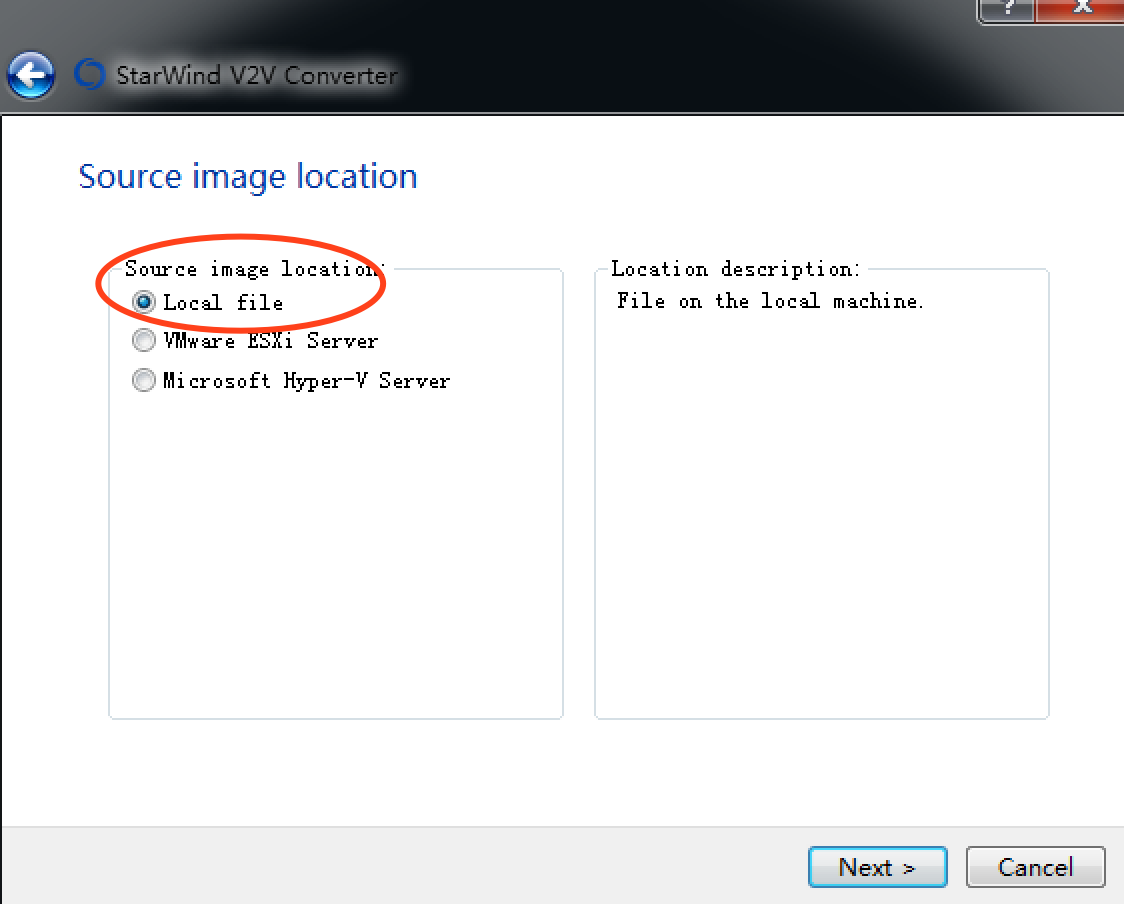 ?
x
StarWind V2V Converter
Source image location
Source image location:
Local file
VMware ESXi Server
Microsoft Hyper-V Server
Location description:
File on the local machine.
Next >
Cancel